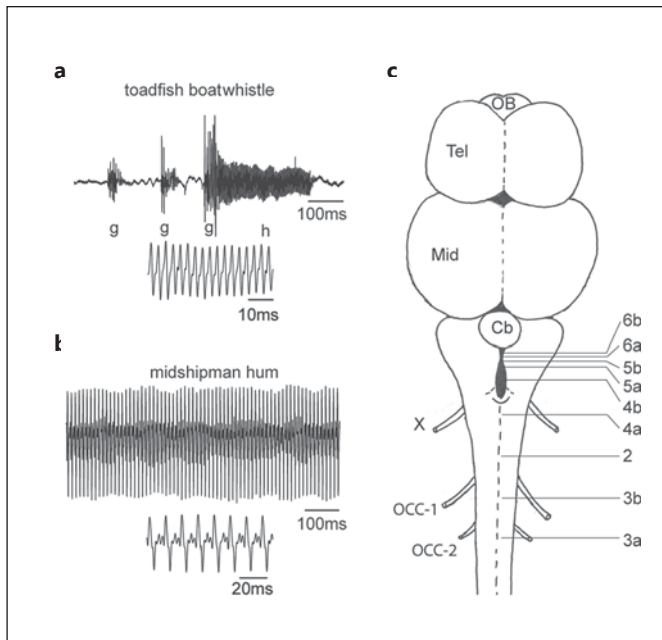 a
toadfish boatwhistle
100ms
g g g h
10ms
b
midshipman hum
100ms
20ms
c
OB
Tel
Mid
Cb
6b
6a
5b
5a
4b
4a
X
2
OCC-1
3b
OCC-2
3a